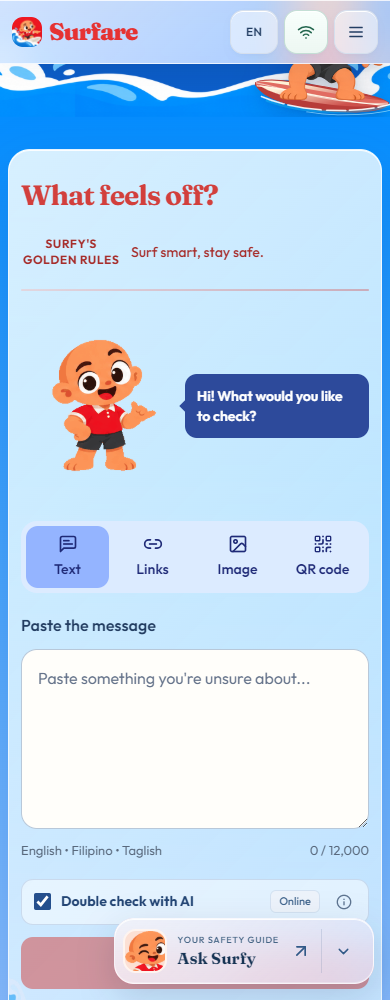 Surfare
EN
What feels off?
SURFY'S
GOLDEN RULES
Surf smart, stay safe.
Hi! What would you like
to check?
Text
Links
Image
QR code
Paste the message
Paste something you're unsure about...
English • Filipino • Taglish
0 / 12,000
Double check with AI
Online
YOUR SAFETY GUIDE
Ask Surfy